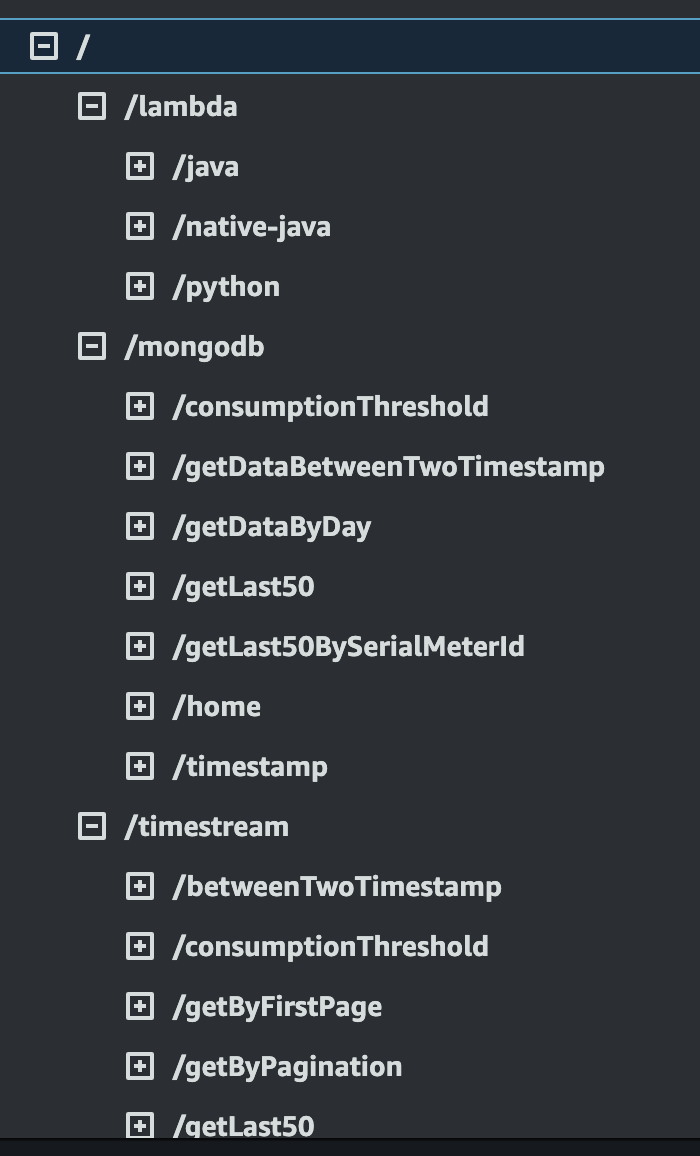 /
/lambda
/java
/native-java
/python
/mongodb
/consumptionThreshold
/getDataBetweenTwoTimestamp
/getDataByDay
/getLast50
/getLast50BySerialMeterId
/home
/timestamp
/timestream
/betweenTwoTimestamp
/consumptionThreshold
/getByFirstPage
/getByPagination
/getLast50